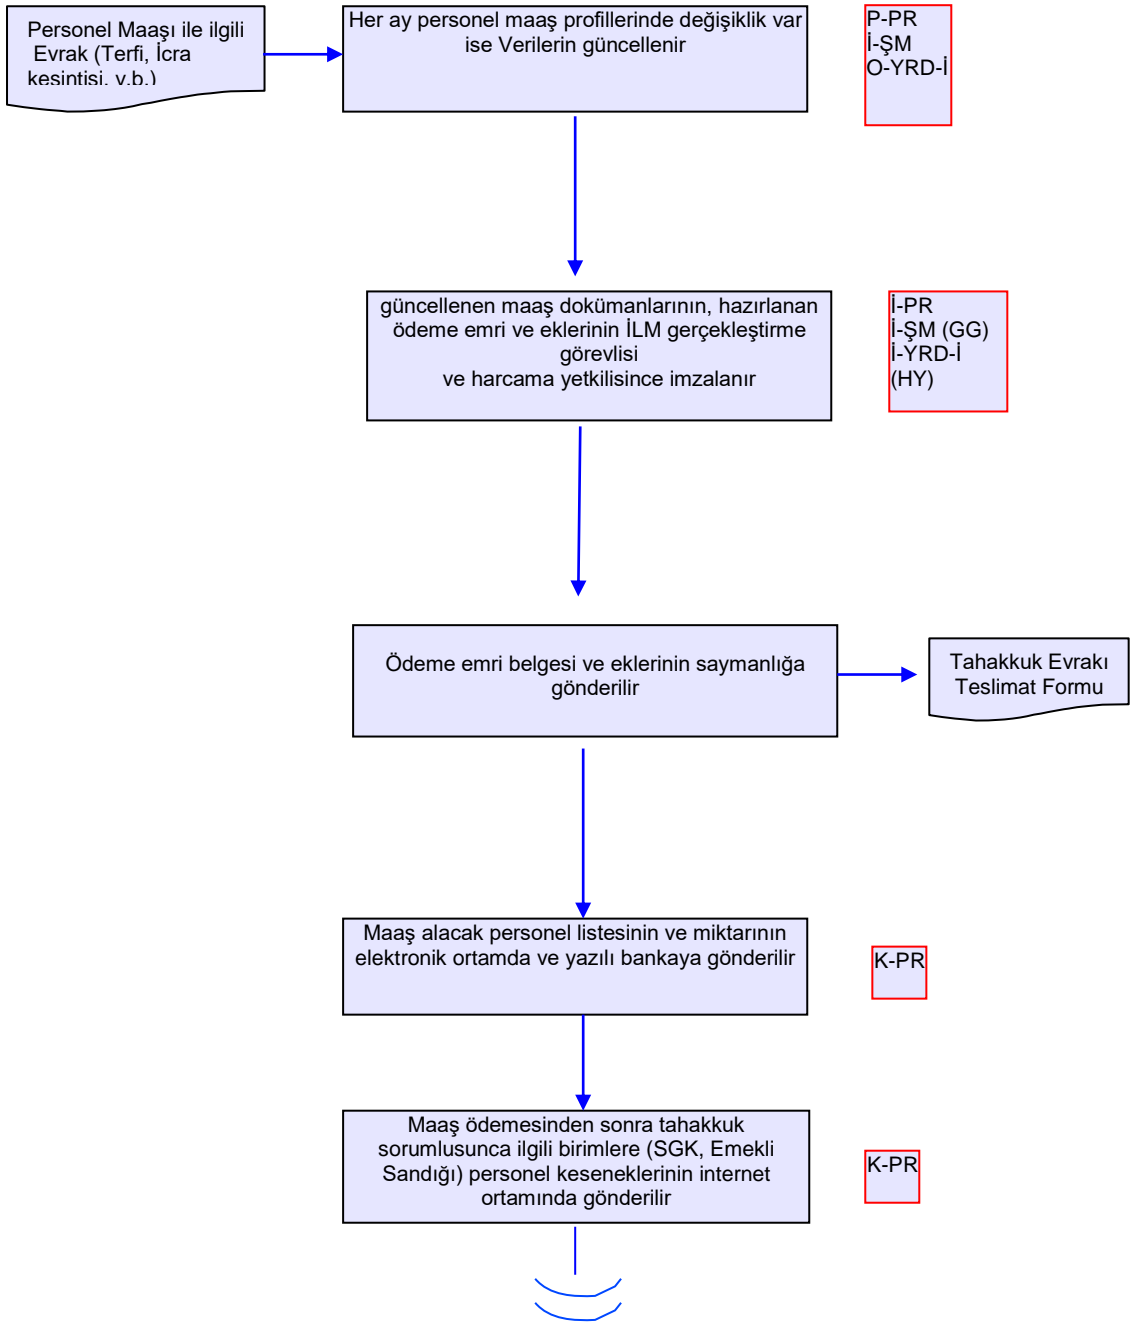 Personel Maaşı ile ilgili
Evrak (Terfi, İcra
kesintisi, v.b.)
Her ay personel maaş profillerinde değişiklik var
ise Verilerin güncellenir
P-PR
İ-ŞM
O-YRD-İ
güncellenen maaş dokümanlarının, hazırlanan
ödeme emri ve eklerinin İLM gerçekleştirme
görevlisi
ve harcama yetkilisince imzalanır
İ-PR
İ-ŞM (GG)
İ-YRD-İ
(HY)
Ödeme emri belgesi ve eklerinin saymanlığa
gönderilir
Tahakkuk Evrakı
Teslimat Formu
Maaş alacak personel listesinin ve miktarının
elektronik ortamda ve yazılı bankaya gönderilir
K-PR
Maaş ödemesinden sonra tahakkuk
sorumlusunca ilgili birimlere (SGK, Emekli
Sandığı) personel keseneklerinin internet
ortamında gönderilir
K-PR